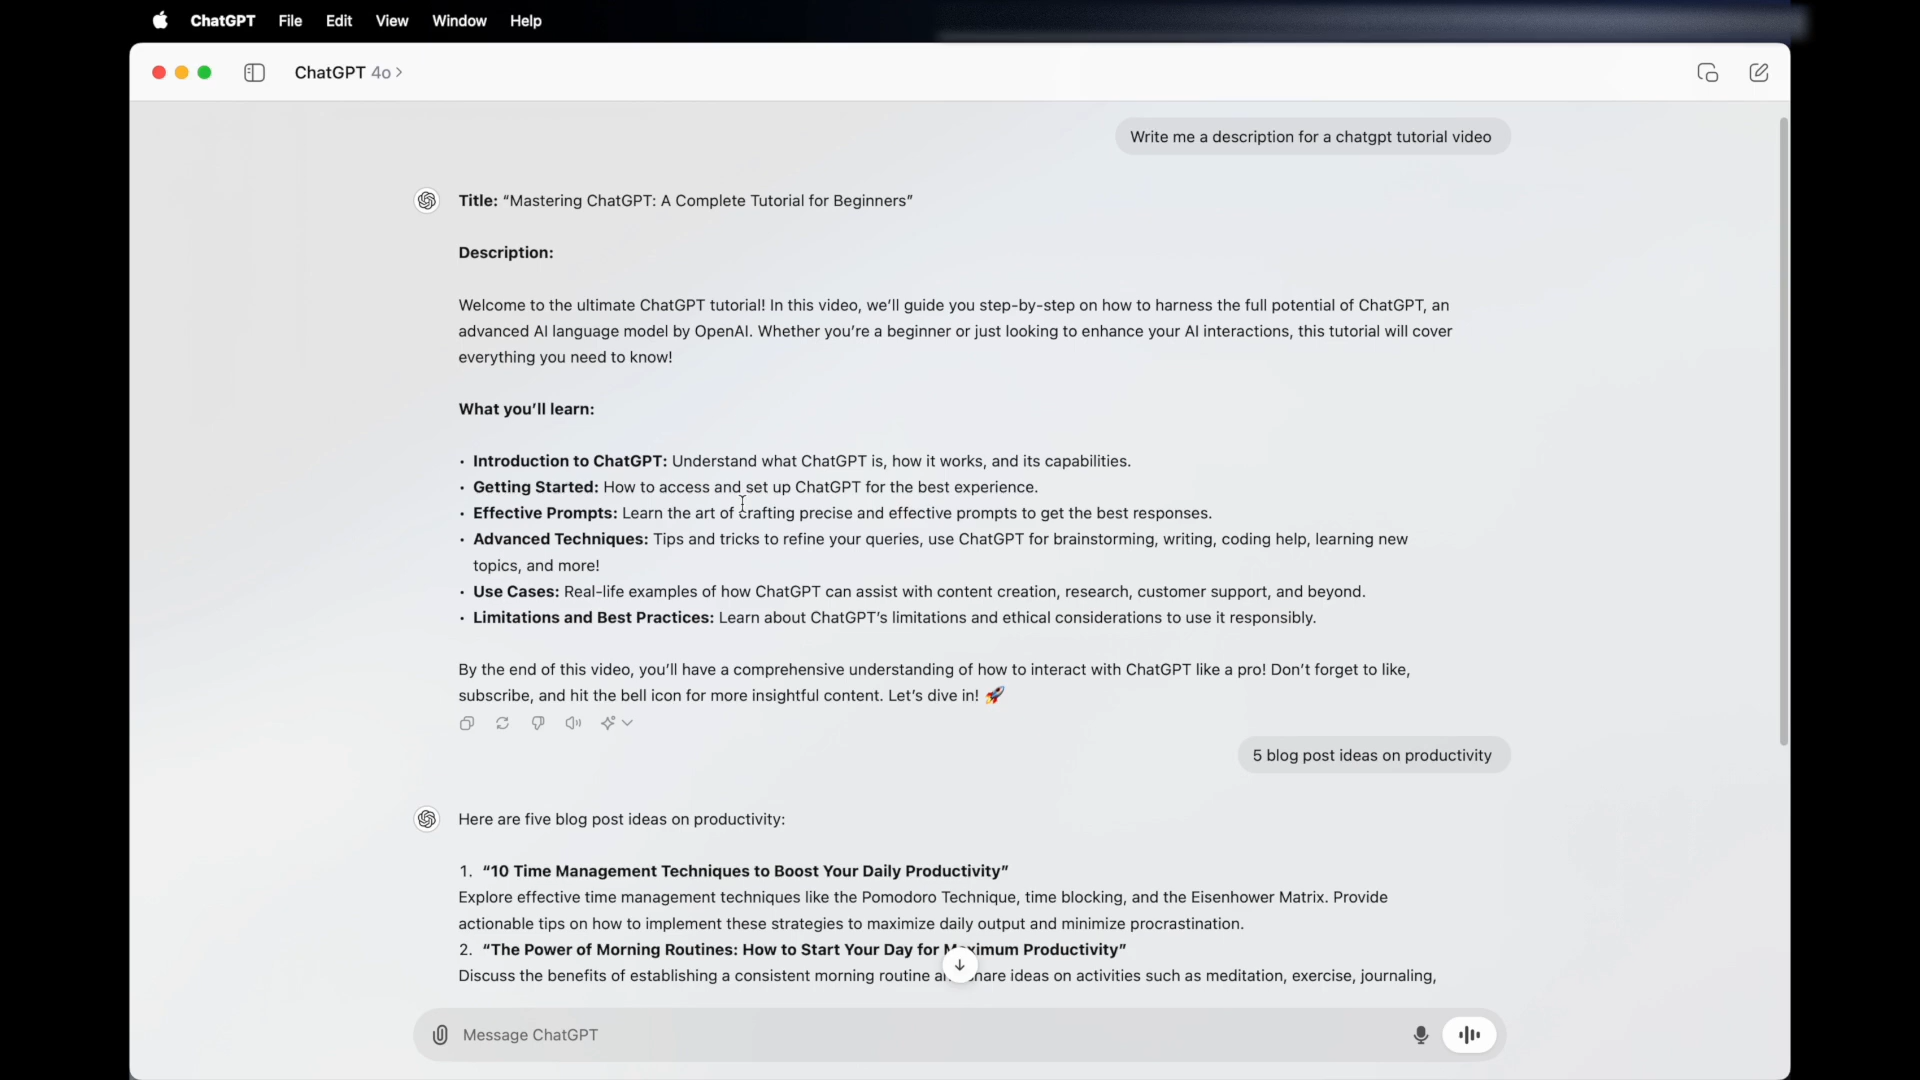 ChatGPT File Edit View Window Help
ChatGPT 4o >
Write me a description for a chatgpt tutorial video
Title: “Mastering ChatGPT: A Complete Tutorial for Beginners”
Description:
Welcome to the ultimate ChatGPT tutorial! In this video, we’ll guide you step-by-step on how to harness the full potential of ChatGPT, an
advanced AI language model by OpenAI. Whether you’re a beginner or just looking to enhance your AI interactions, this tutorial will cover
everything you need to know!
What you’ll learn:
• Introduction to ChatGPT: Understand what ChatGPT is, how it works, and its capabilities.
• Getting Started: How to access and set up ChatGPT for the best experience.
• Effective Prompts: Learn the art of crafting precise and effective prompts to get the best responses.
• Advanced Techniques: Tips and tricks to refine your queries, use ChatGPT for brainstorming, writing, coding help, learning new
topics, and more!
• Use Cases: Real-life examples of how ChatGPT can assist with content creation, research, customer support, and beyond.
• Limitations and Best Practices: Learn about ChatGPT’s limitations and ethical considerations to use it responsibly.
By the end of this video, you’ll have a comprehensive understanding of how to interact with ChatGPT like a pro! Don’t forget to like,
subscribe, and hit the bell icon for more insightful content. Let’s dive in! 🚀
5 blog post ideas on productivity
Here are five blog post ideas on productivity:
1. “10 Time Management Techniques to Boost Your Daily Productivity”
Explore effective time management techniques like the Pomodoro Technique, time blocking, and the Eisenhower Matrix. Provide
actionable tips on how to implement these strategies to maximize daily output and minimize procrastination.
2. “The Power of Morning Routines: How to Start Your Day for Maximum Productivity”
Discuss the benefits of establishing a consistent morning routine and share ideas on activities such as meditation, exercise, journaling,
Message ChatGPT